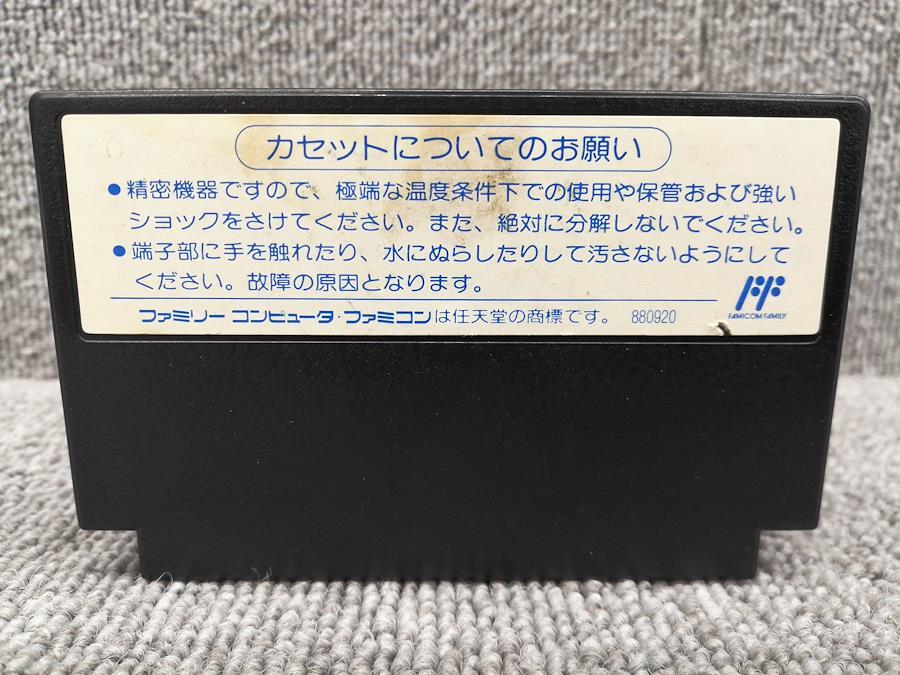 カセットについてのお願い
●精密機器ですので、極端な温度条件下での使用や保管および強い
ショックをさけてください。また、絶対に分解しないでください。
●端子部に手を触れたり、水にぬらしたりして汚さないようにして
ください。故障の原因となります。
ファミリー コンピュータ・ファミコンは任天堂の商標です。 880920
FAMICOM FAMILY